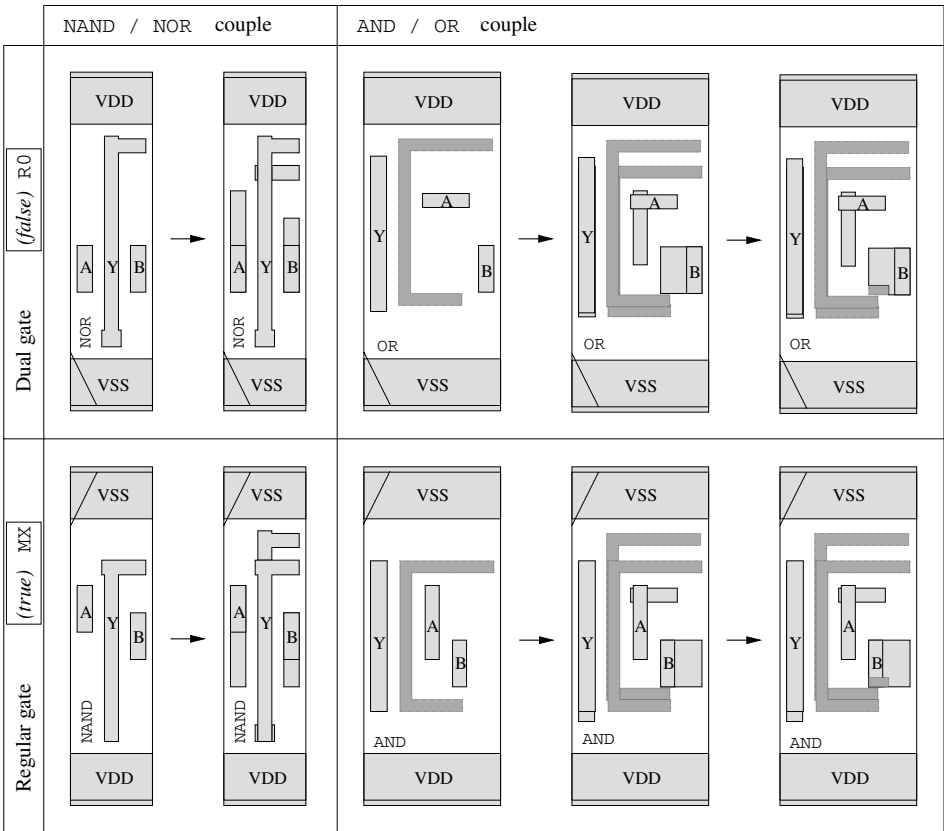 NAND / NOR couple
AND / OR couple
Dual gate (false) R0
VDD
VDD
VDD
VDD
VDD
A
Y
B
A
Y
B
Y
A
B
Y
A
B
Y
A
B
NOR
NOR
OR
OR
OR
VSS
VSS
VSS
VSS
VSS
Regular gate (true) MX
VSS
VSS
VSS
VSS
VSS
A
Y
B
A
Y
B
Y
A
B
Y
A
B
Y
A
B
NAND
NAND
AND
AND
AND
VDD
VDD
VDD
VDD
VDD